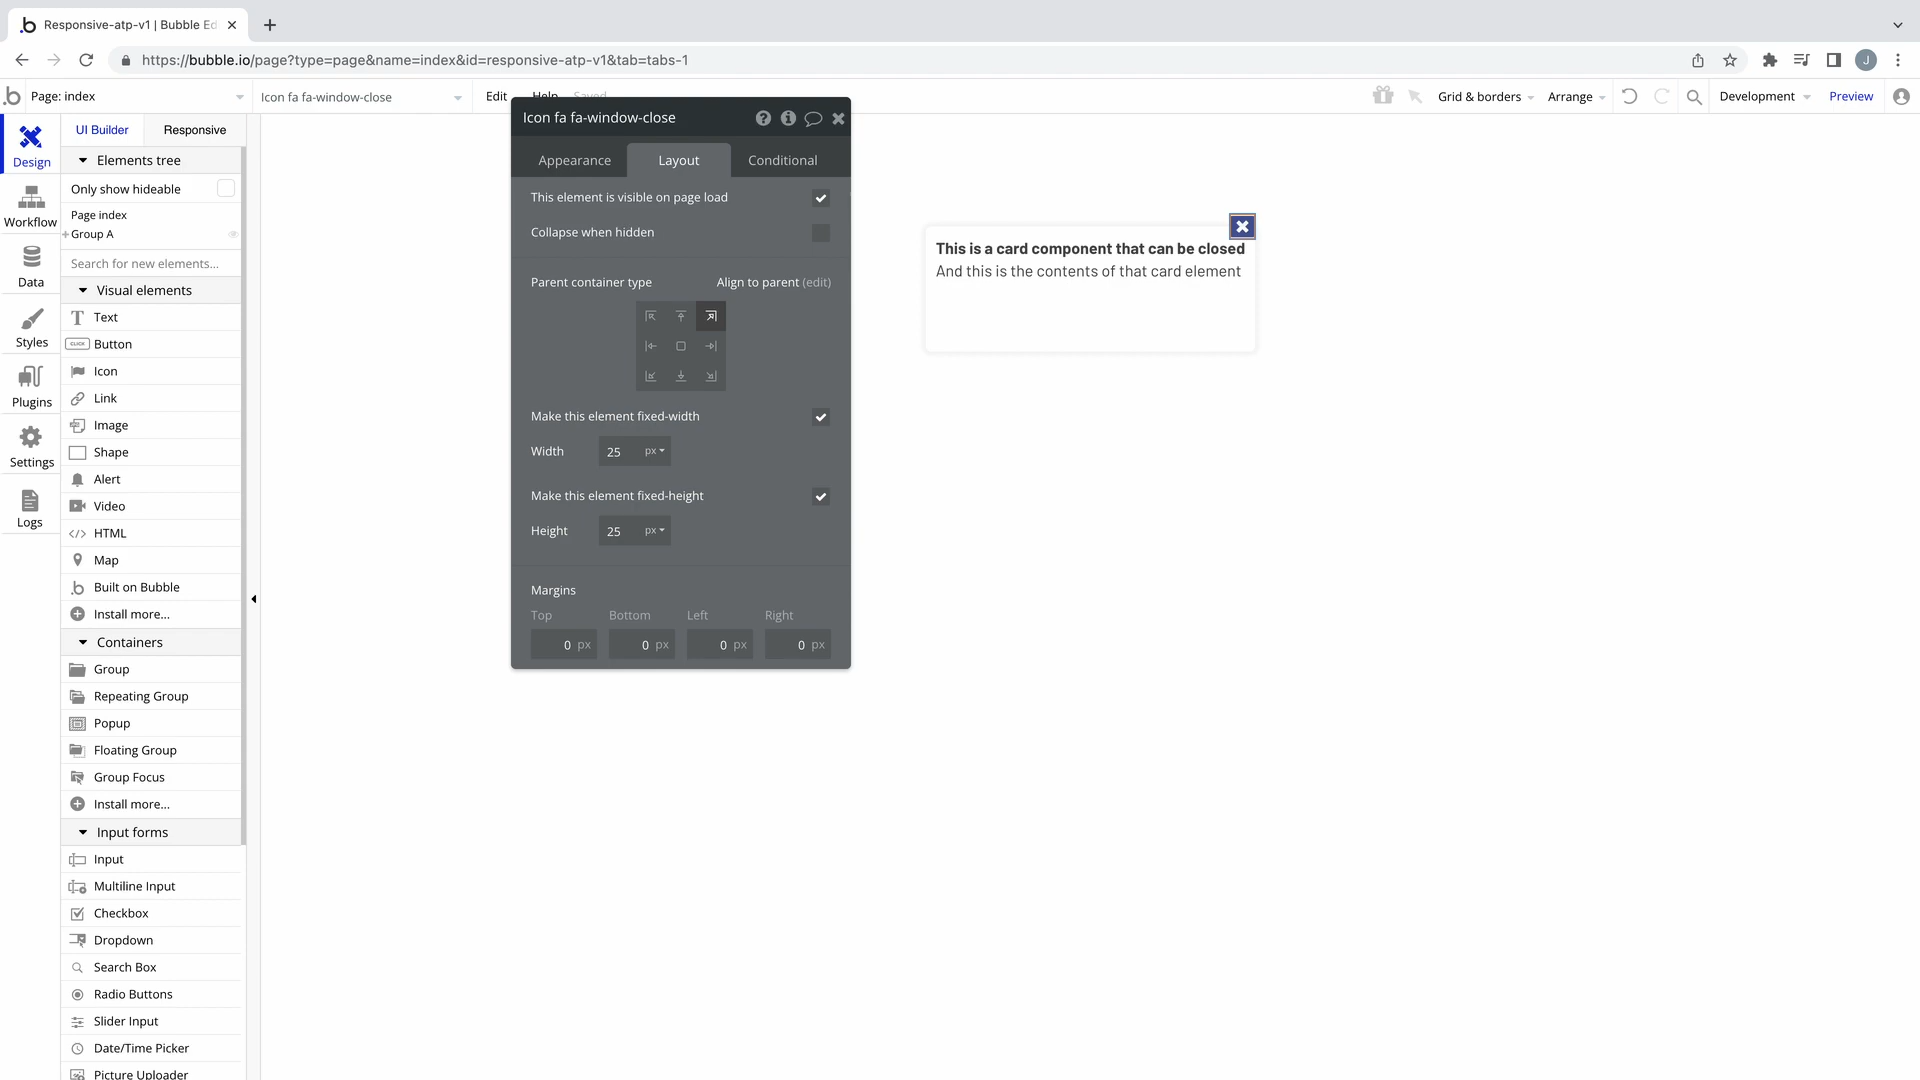 Responsive-atp-v1 | Bubble Ed
https://bubble.io/page?type=page&name=index&id=responsive-atp-v1&tab=tabs-1
J
Page: index
Icon fa fa-window-close
Edit
Help
Saved
Grid & borders
Arrange
Development
Preview
Design
Workflow
Data
Styles
Plugins
Settings
Logs
UI Builder
Responsive
Elements tree
Only show hideable
Page index
Group A
Search for new elements...
Visual elements
Text
CLICK Button
Icon
Link
Image
Shape
Alert
Video
HTML
Map
Built on Bubble
Install more...
Containers
Group
Repeating Group
Popup
Floating Group
Group Focus
Install more...
Input forms
Input
Multiline Input
Checkbox
Dropdown
Search Box
Radio Buttons
Slider Input
Date/Time Picker
Picture Uploader
Icon fa fa-window-close
Appearance
Layout
Conditional
This element is visible on page load
Collapse when hidden
Parent container type
Align to parent (edit)
Make this element fixed-width
Width 25 px
Make this element fixed-height
Height 25 px
Margins
Top Bottom Left Right
0 px 0 px 0 px 0 px
This is a card component that can be closed
And this is the contents of that card element